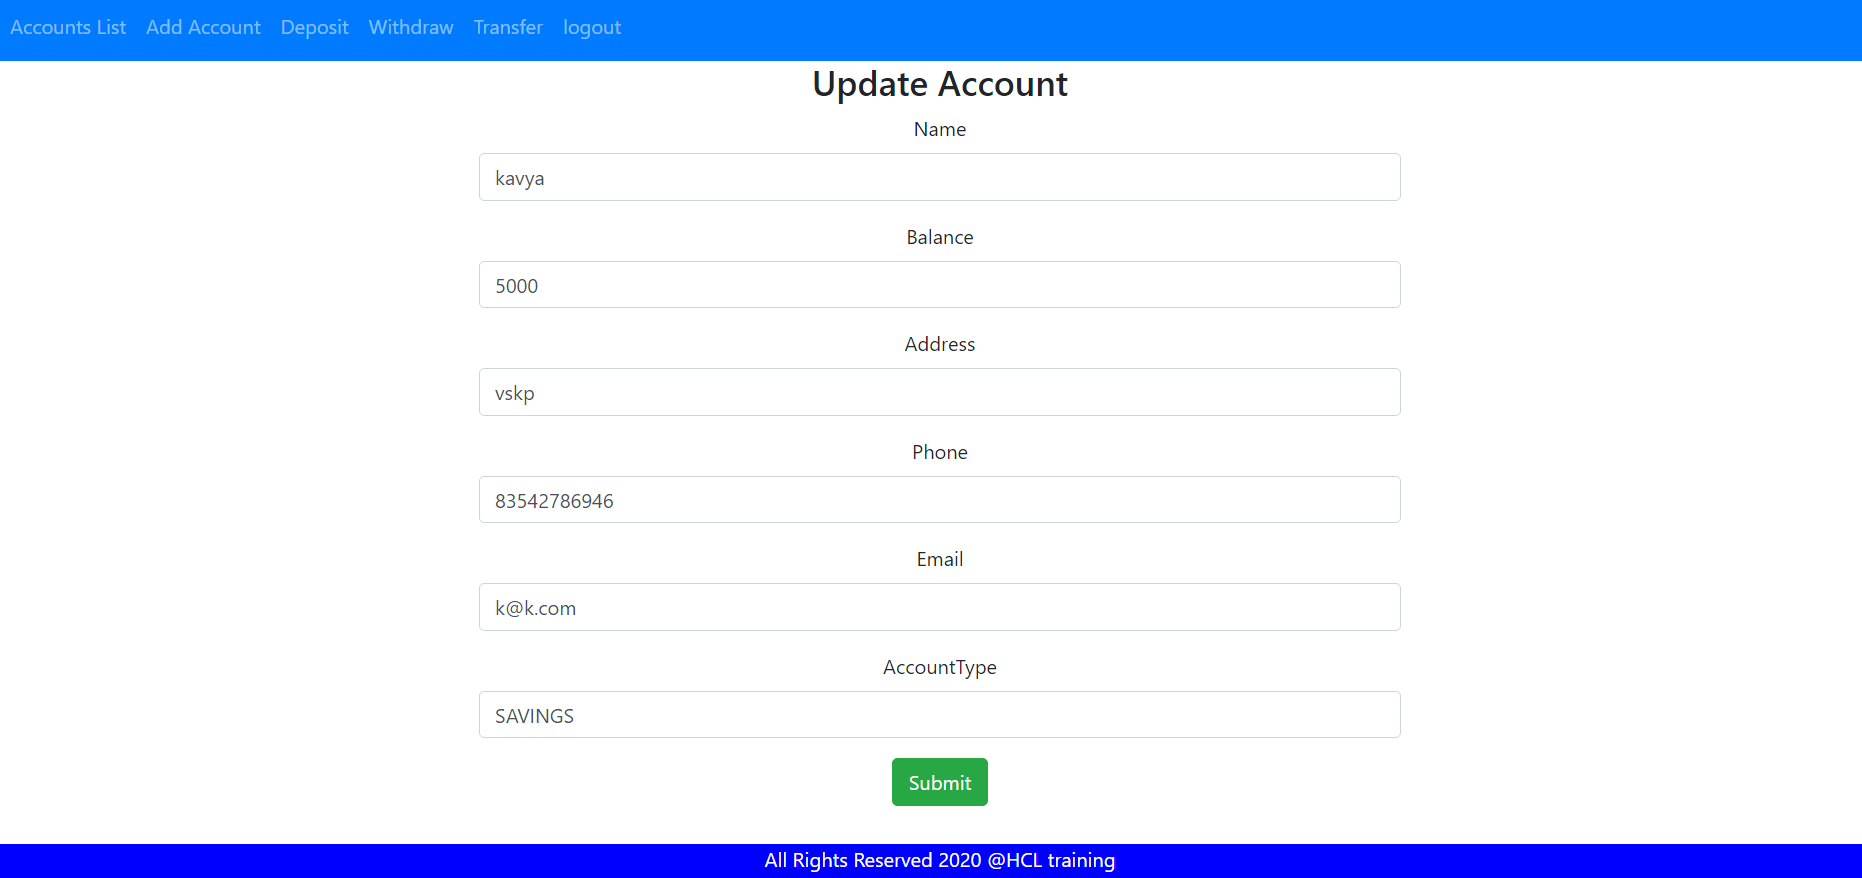 Accounts List Add Account Deposit Withdraw Transfer logout
Update Account
Name
kavya
Balance
5000
Address
vskp
Phone
83542786946
Email
k@k.com
AccountType
SAVINGS
Submit
All Rights Reserved 2020 @HCL training